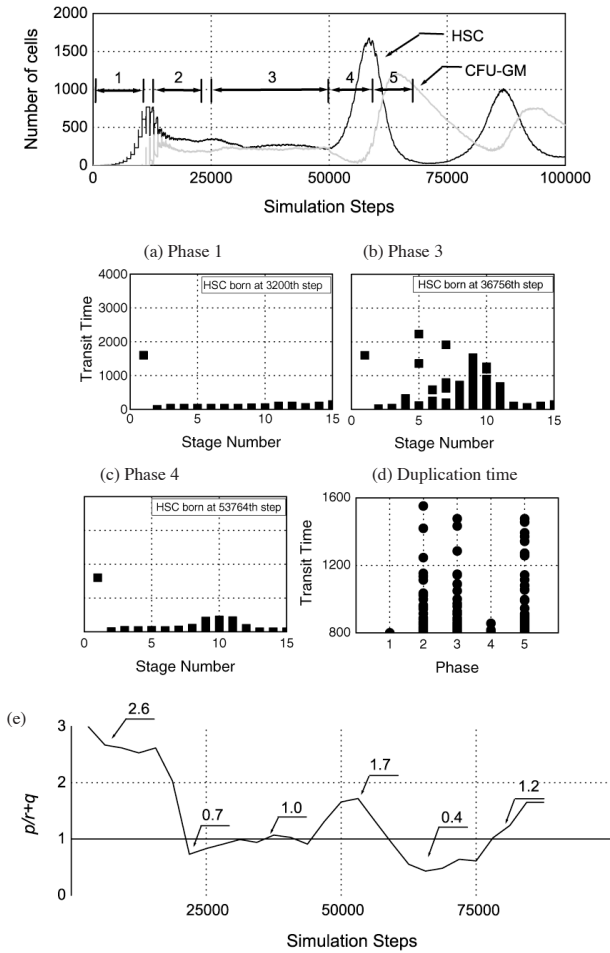 2000
1500
1000
500
0
Number of cells
HSC
CFU-GM
1
2
3
4
5
0
25000
50000
75000
100000
Simulation Steps
(a) Phase 1
(b) Phase 3
4000
3000
2000
1000
0
Transit Time
HSC born at 3200th step
HSC born at 36756th step
0
5
10
15
0
5
10
15
Stage Number
Stage Number
(c) Phase 4
(d) Duplication time
HSC born at 53764th step
0
5
10
15
Stage Number
1600
1200
800
Transit Time
1
2
3
4
5
Phase
(e)
3
2
1
0
p/r+q
2.6
0.7
1.0
1.7
0.4
1.2
25000
50000
75000
Simulation Steps